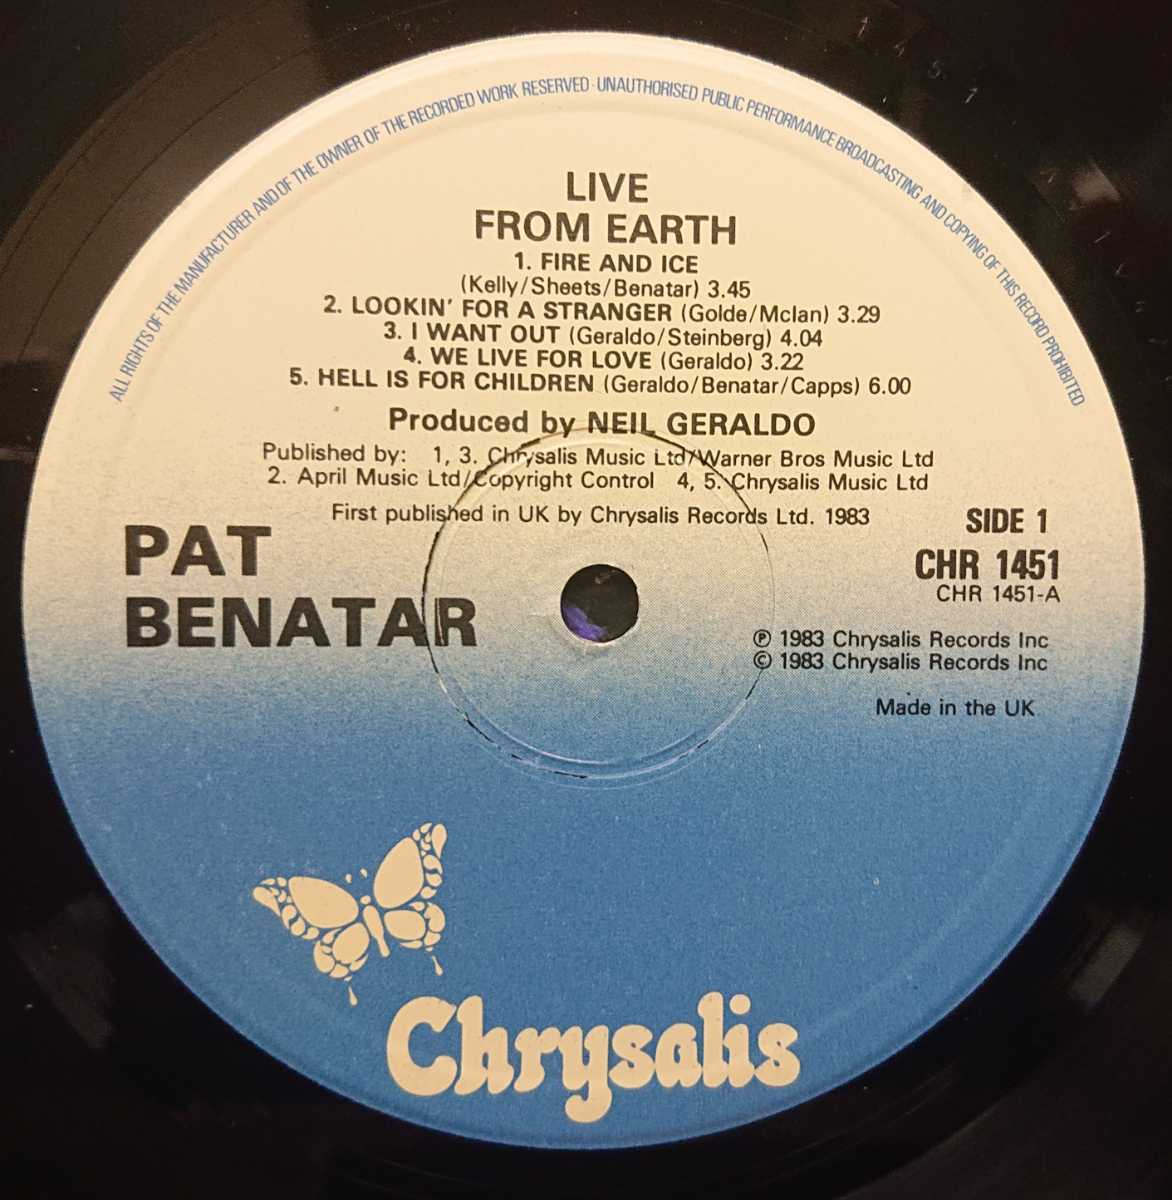 ALL RIGHTS OF THE MANUFACTURER AND OF THE OWNER OF THE RECORDED WORK RESERVED · UNAUTHORISED PUBLIC PERFORMANCE BROADCASTING AND COPYING OF THIS RECORD PROHIBITED
LIVE
FROM EARTH
1. FIRE AND ICE
(Kelly/Sheets/Benatar) 3.45
2. LOOKIN' FOR A STRANGER (Golde/McIan) 3.29
3. I WANT OUT (Geraldo/Steinberg) 4.04
4. WE LIVE FOR LOVE (Geraldo) 3.22
5. HELL IS FOR CHILDREN (Geraldo/Benatar/Capps) 6.00
Produced by NEIL GERALDO
Published by: 1, 3. Chrysalis Music Ltd/Warner Bros Music Ltd
2. April Music Ltd/Copyright Control 4, 5. Chrysalis Music Ltd
First published in UK by Chrysalis Records Ltd. 1983
PAT
BENATAR
SIDE 1
CHR 1451
CHR 1451-A
℗ 1983 Chrysalis Records Inc
© 1983 Chrysalis Records Inc
Made in the UK
Chrysalis